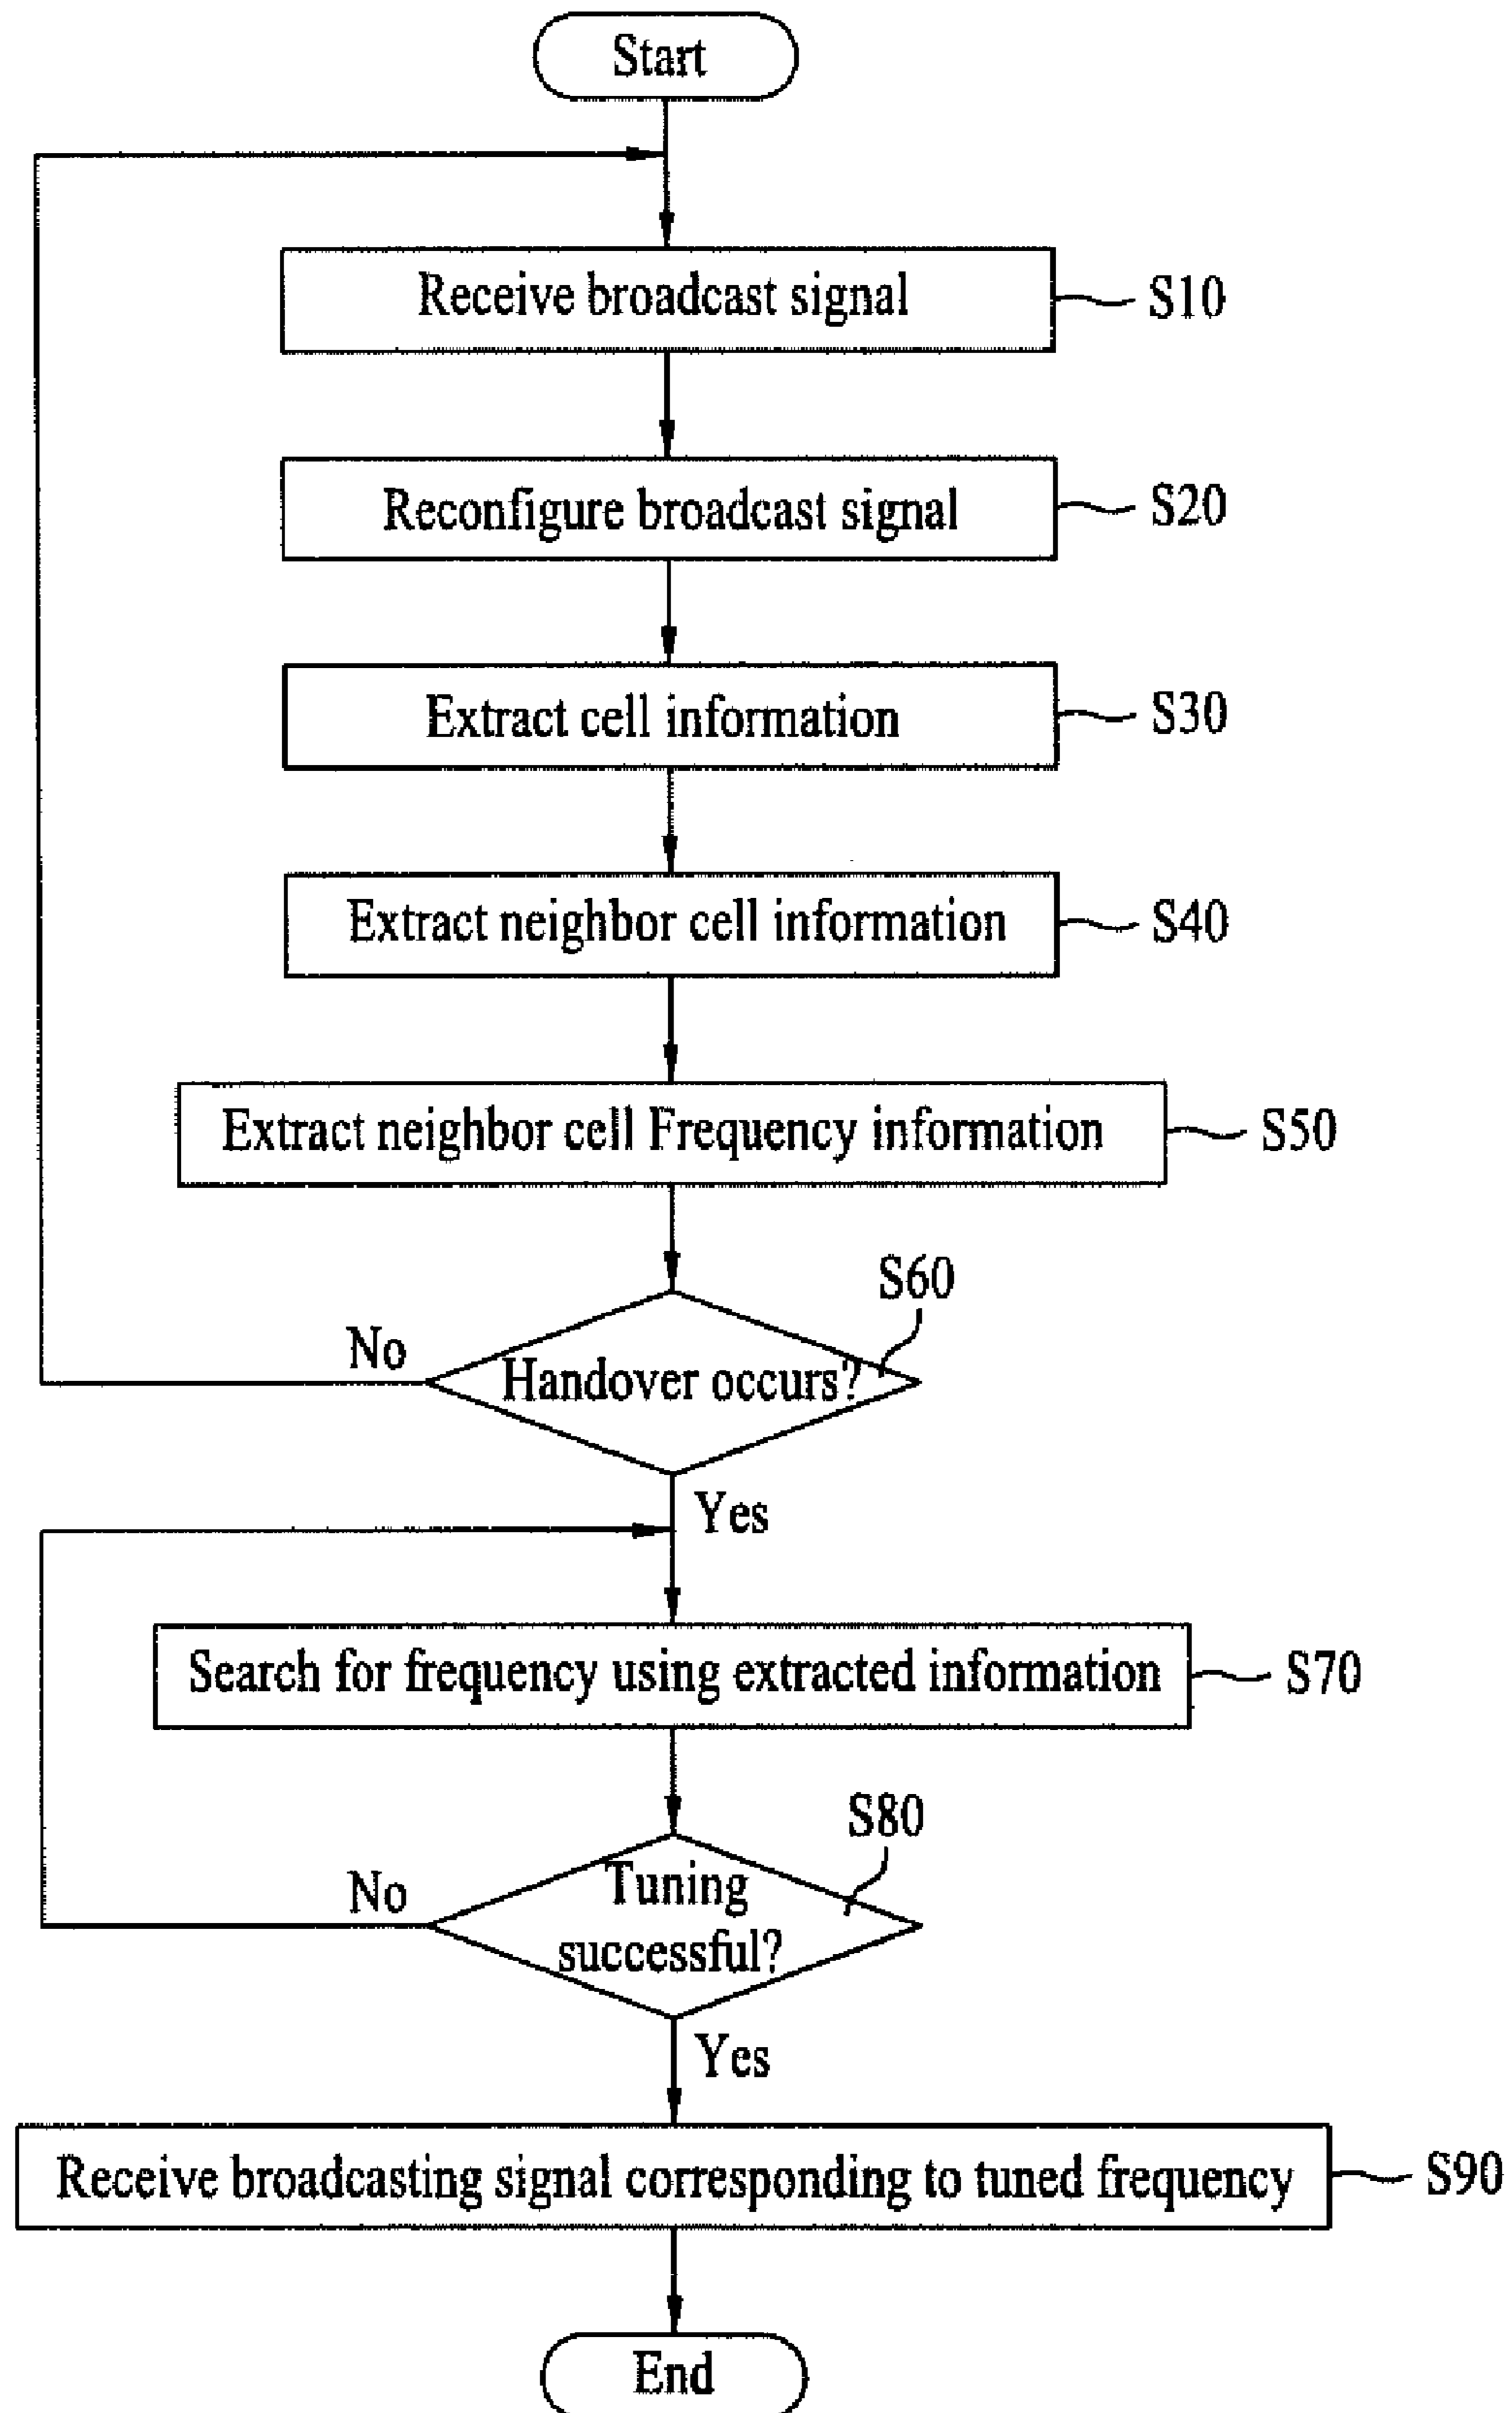 Start
Receive broadcast signal
S10
Reconfigure broadcast signal
S20
Extract cell information
S30
Extract neighbor cell information
S40
Extract neighbor cell Frequency information
S50
S60
No
Handover occurs?
Yes
Search for frequency using extracted information
S70
S80
No
Tuning
successful?
Yes
Receive broadcasting signal corresponding to tuned frequency
S90
End